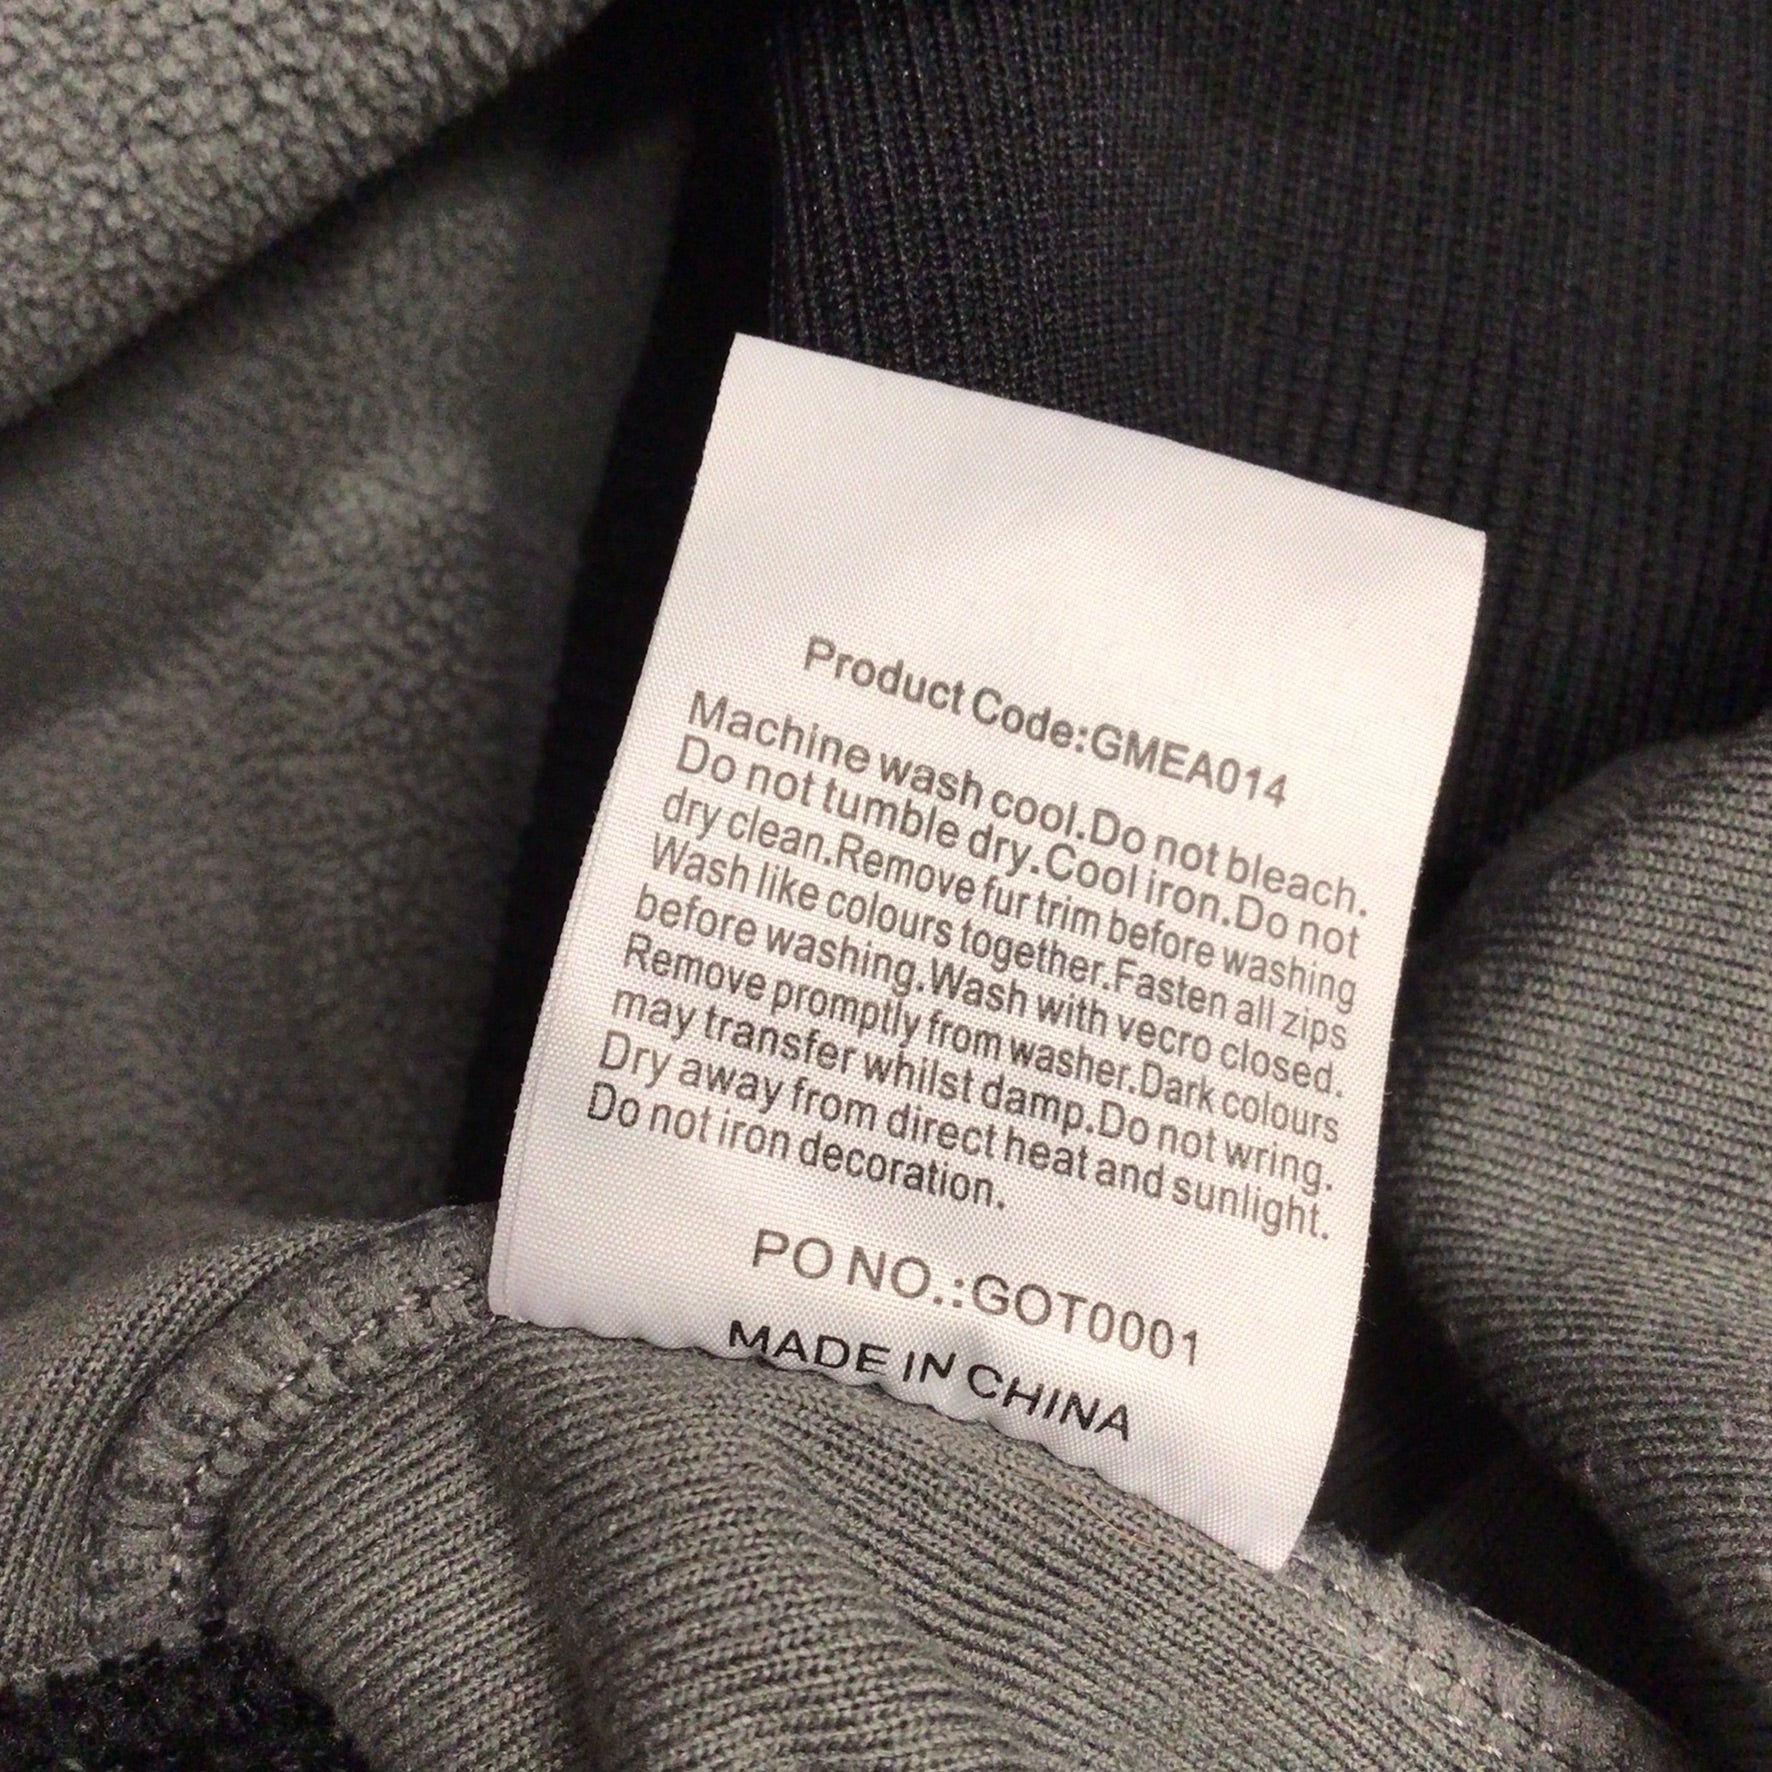 Product Code:GMEA014
Machine wash cool.Do not bleach.
Do not tumble dry.Cool iron.Do not
dry clean.Remove fur trim before washing
Wash like colours together.Fasten all zips
before washing.Wash with vecro closed.
Remove promptly from washer.Dark colours
may transfer whilst damp.Do not wring.
Dry away from direct heat and sunlight.
Do not iron decoration.
PO NO.:GOT0001
MADE IN CHINA